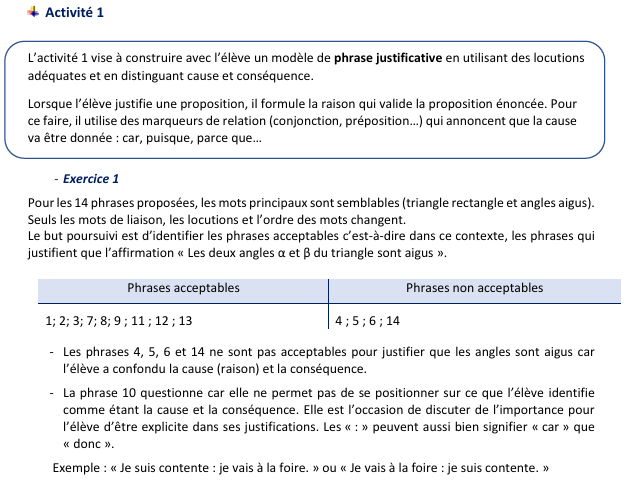 Activité 1
L'activité 1 vise à construire avec l'élève un modèle de phrase justificative en utilisant des locutions
adéquates et en distinguant cause et conséquence.
Lorsque l'élève justifie une proposition, il formule la raison qui valide la proposition énoncée. Pour
ce faire, il utilise des marqueurs de relation (conjonction, préposition…) qui annoncent que la cause
va être donnée : car, puisque, parce que…
- Exercice 1
Pour les 14 phrases proposées, les mots principaux sont semblables (triangle rectangle et angles aigus).
Seuls les mots de liaison, les locutions et l'ordre des mots changent.
Le but poursuivi est d'identifier les phrases acceptables c'est-à-dire dans ce contexte, les phrases qui
justifient que l'affirmation « Les deux angles α et β du triangle sont aigus ».
Phrases acceptables Phrases non acceptables
1; 2; 3; 7; 8; 9 ; 11 ; 12 ; 13 4 ; 5 ; 6 ; 14
- Les phrases 4, 5, 6 et 14 ne sont pas acceptables pour justifier que les angles sont aigus car
l'élève a confondu la cause (raison) et la conséquence.
- La phrase 10 questionne car elle ne permet pas de se positionner sur ce que l'élève identifie
comme étant la cause et la conséquence. Elle est l'occasion de discuter de l'importance pour
l'élève d'être explicite dans ses justifications. Les « : » peuvent aussi bien signifier « car » que
« donc ».
Exemple : « Je suis contente : je vais à la foire. » ou « Je vais à la foire : je suis contente. »